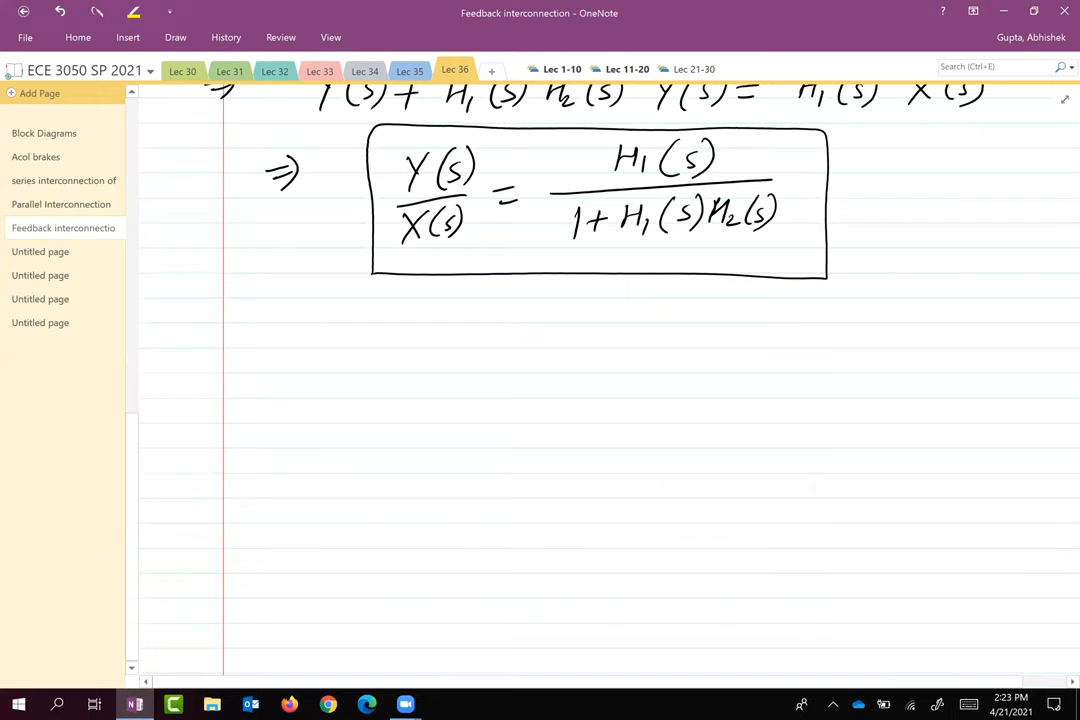 Feedback interconnection - OneNote
?
File Home Insert Draw History Review View
Gupta, Abhishek
ECE 3050 SP 2021
Lec 30 Lec 31 Lec 32 Lec 33 Lec 34 Lec 35 Lec 36 + Lec 1-10 Lec 11-20 Lec 21-30
Search (Ctrl+E)
Add Page
Block Diagrams
Acol brakes
series interconnection of
Parallel Interconnection
Feedback interconnectio
Untitled page
Untitled page
Untitled page
Untitled page
⇒ Y(s) + H₁(s) H₂(s) Y(s) = H₁(s) X(s)
⇒ Y(s)/X(s) = H₁(s)/(1 + H₁(s)H₂(s))
2:23 PM
4/21/2021